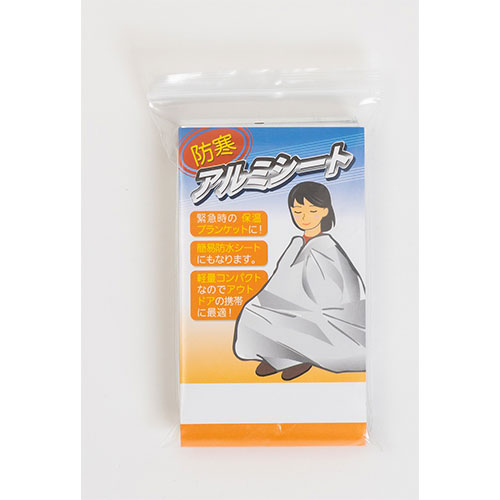 防寒
アルミシート
緊急時の 保温
ブランケットに!
簡易防水シート
にもなります。
軽量コンパクト
なのでアウト
ドアの携帯
に最適!